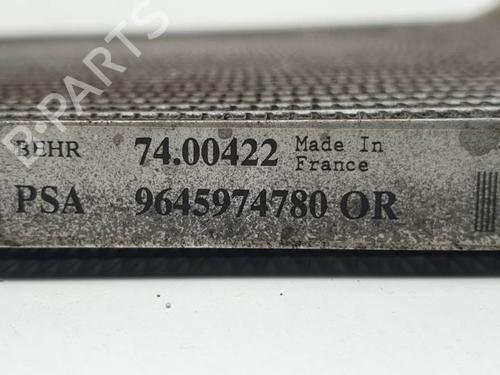 B-PARTS
BEHR 74.00422 Made In France
PSA 9645974780 OR